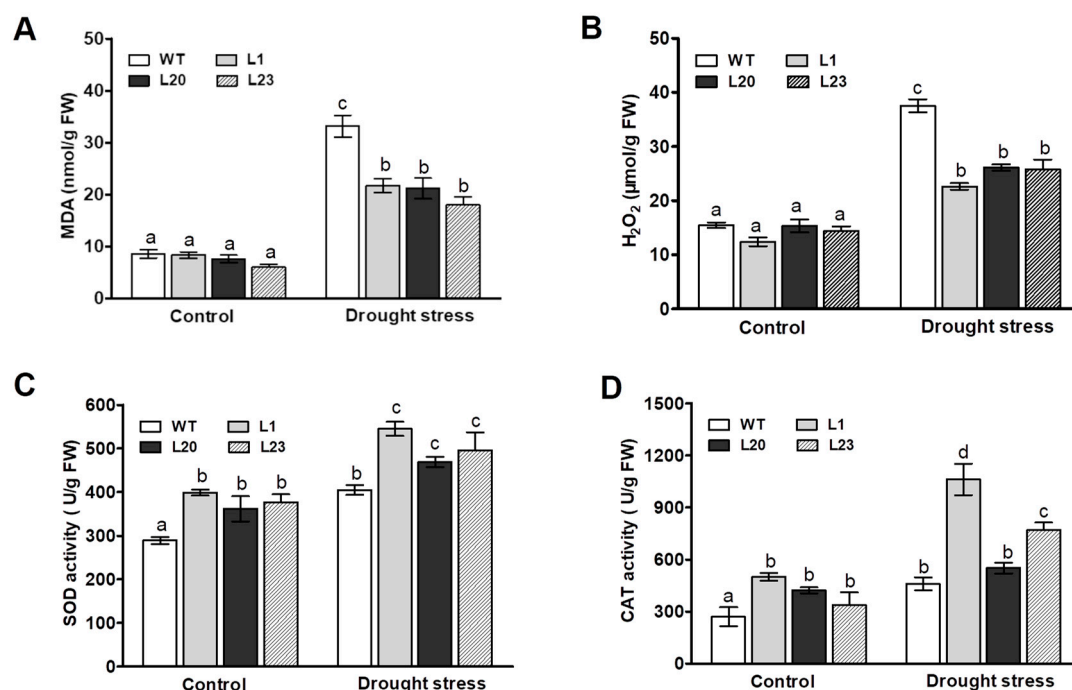 A
MDA (nmol/g FW)
50
40
30
20
10
0
WT L1
L20 L23
a a a a
c b b b
Control Drought stress
B
H₂O₂ (μmol/g FW)
50
40
30
20
10
0
WT L1
L20 L23
a a a a
c b b b
Control Drought stress
C
SOD activity ( U/g FW)
600
500
400
300
200
100
0
WT L1
L20 L23
a b b b
b c c c
Control Drought stress
D
CAT activity ( U/g FW)
1500
1200
900
600
300
0
WT L1
L20 L23
a b b b
b d b c
Control Drought stress